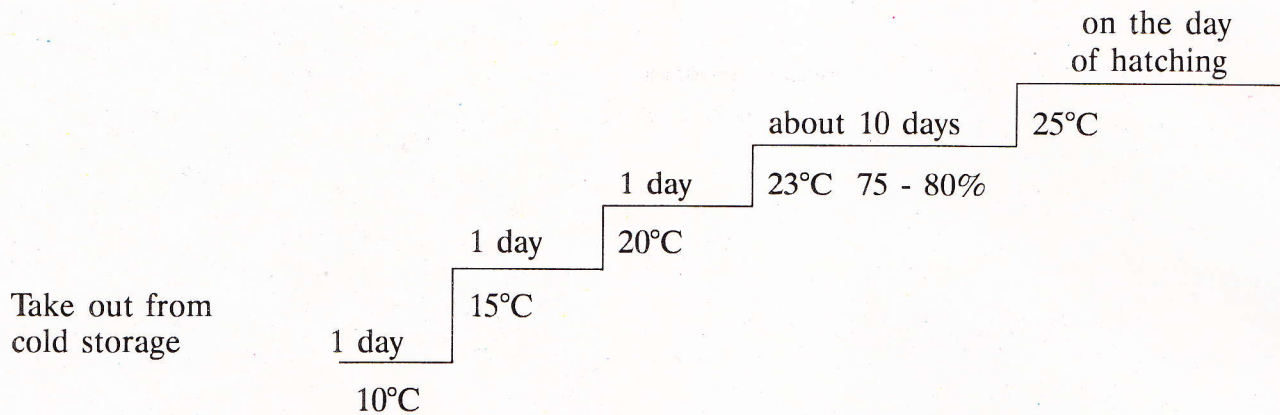 on the day
of hatching
about 10 days
25°C
1 day
23°C 75 - 80%
1 day
20°C
Take out from
cold storage
15°C
1 day
10°C